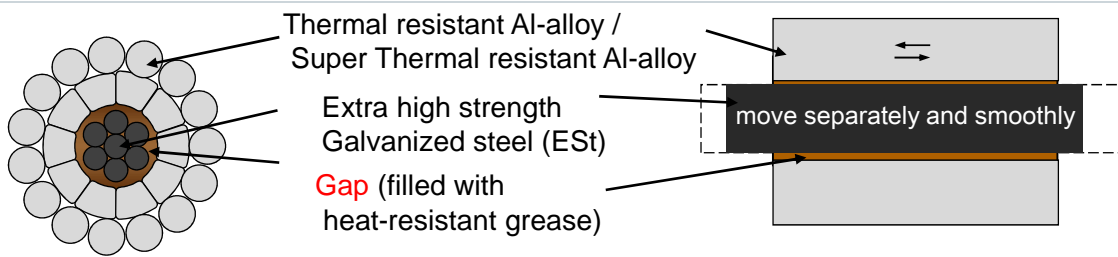 Thermal resistant Al-alloy /
Super Thermal resistant Al-alloy
Extra high strength
Galvanized steel (ESt)
Gap (filled with
heat-resistant grease)
move separately and smoothly